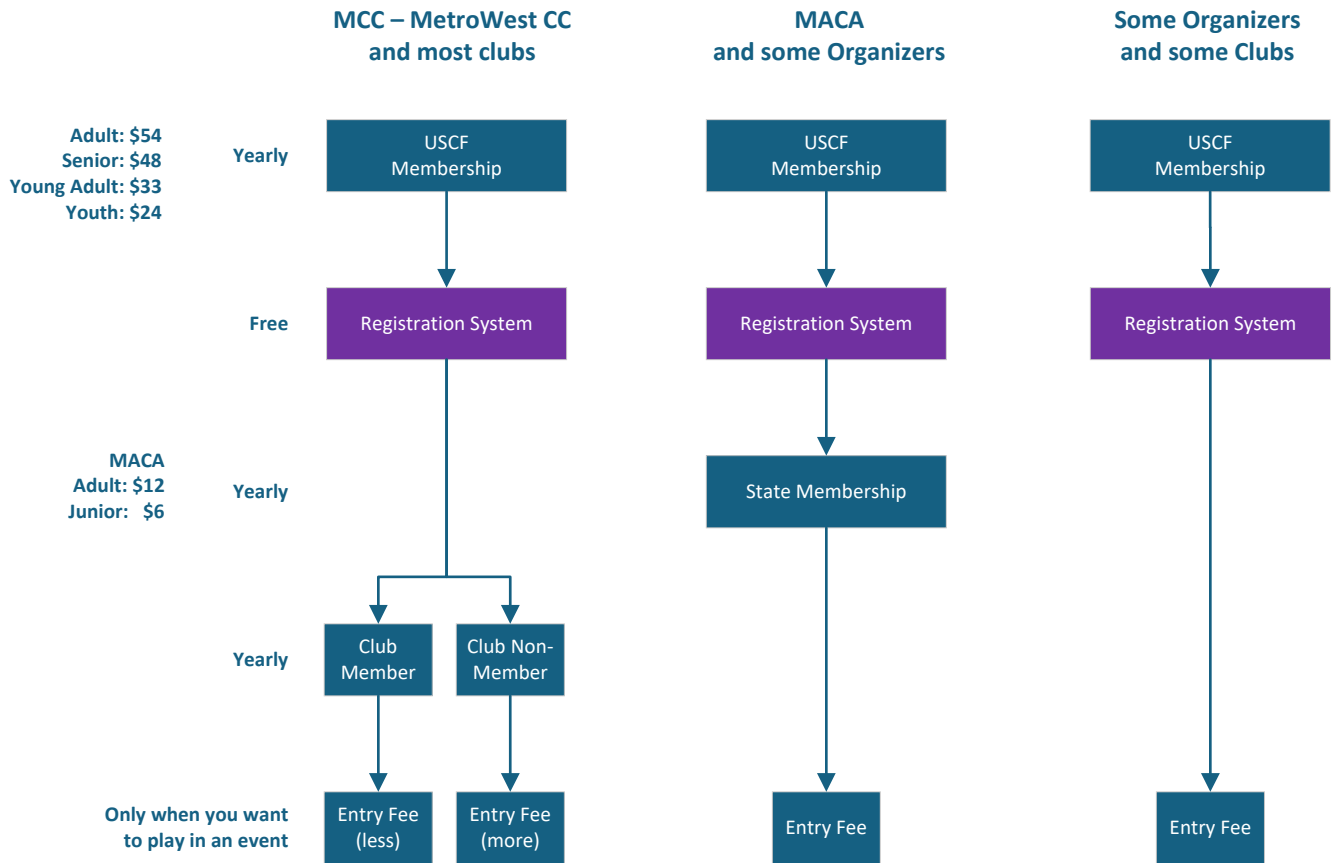 MCC – MetroWest CC
and most clubs
MACA
and some Organizers
Some Organizers
and some Clubs
Adult: $54
Senior: $48
Young Adult: $33
Youth: $24
Yearly
USCF
Membership
USCF
Membership
USCF
Membership
Free
Registration System
Registration System
Registration System
MACA
Adult: $12
Junior: $6
Yearly
State Membership
Yearly
Club
Member
Club Non-
Member
Only when you want
to play in an event
Entry Fee
(less)
Entry Fee
(more)
Entry Fee
Entry Fee